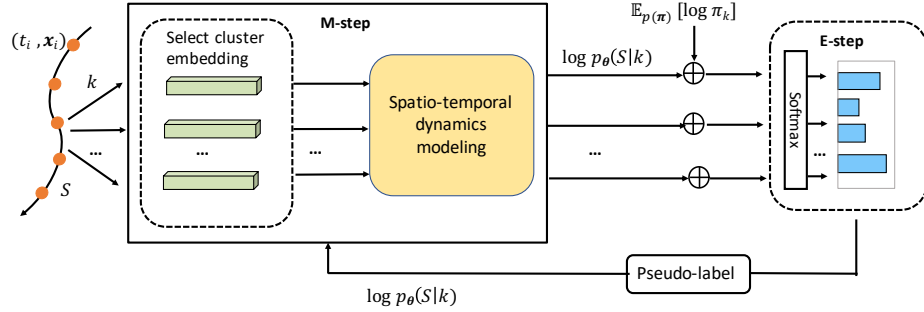 (t_i , x_i)
k
...
S
M-step
Select cluster
embedding
...
...
Spatio-temporal
dynamics
modeling
log p_θ(S|k)
...
𝔼_{p(π)} [log π_k]
E-step
Softmax
...
Pseudo-label
log p_θ(S|k)